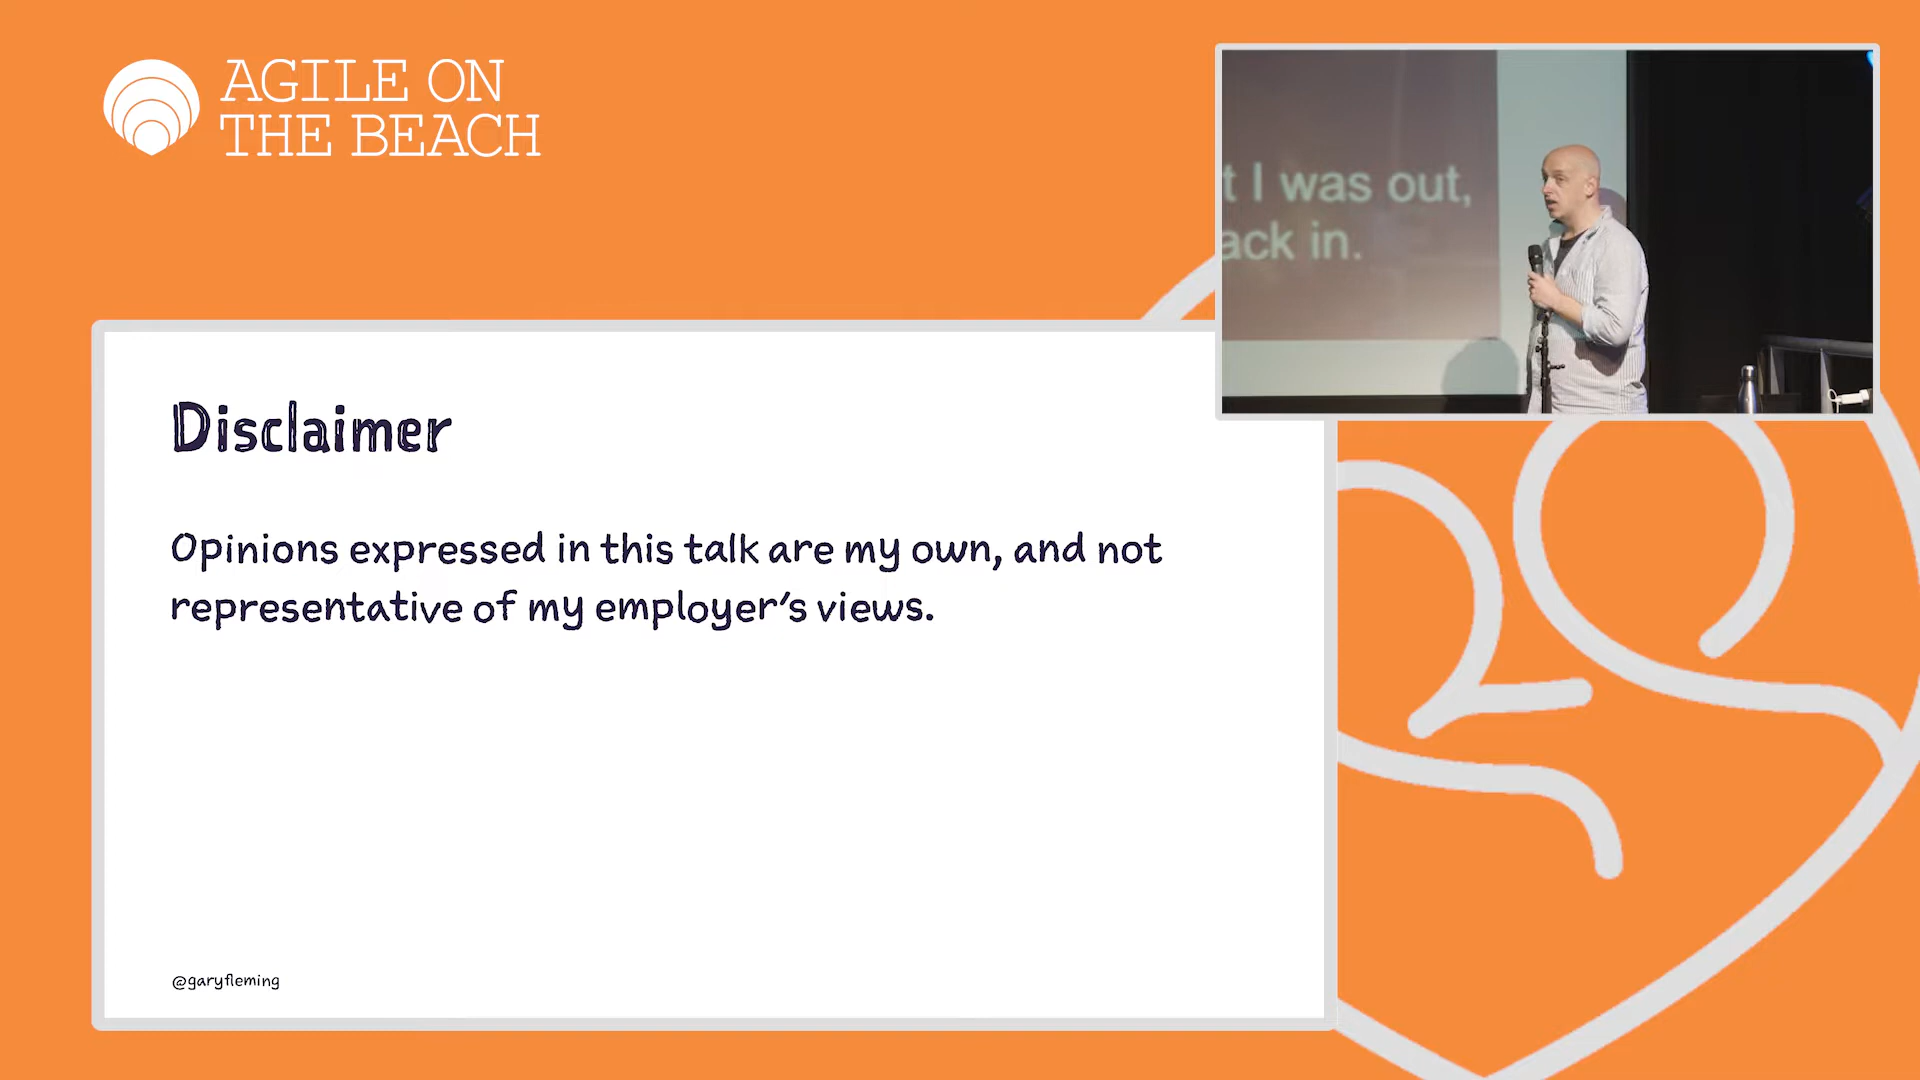 AGILE ON
THE BEACH
t I was out,
ack in.
Disclaimer
Opinions expressed in this talk are my own, and not
representative of my employer's views.
@garyfleming